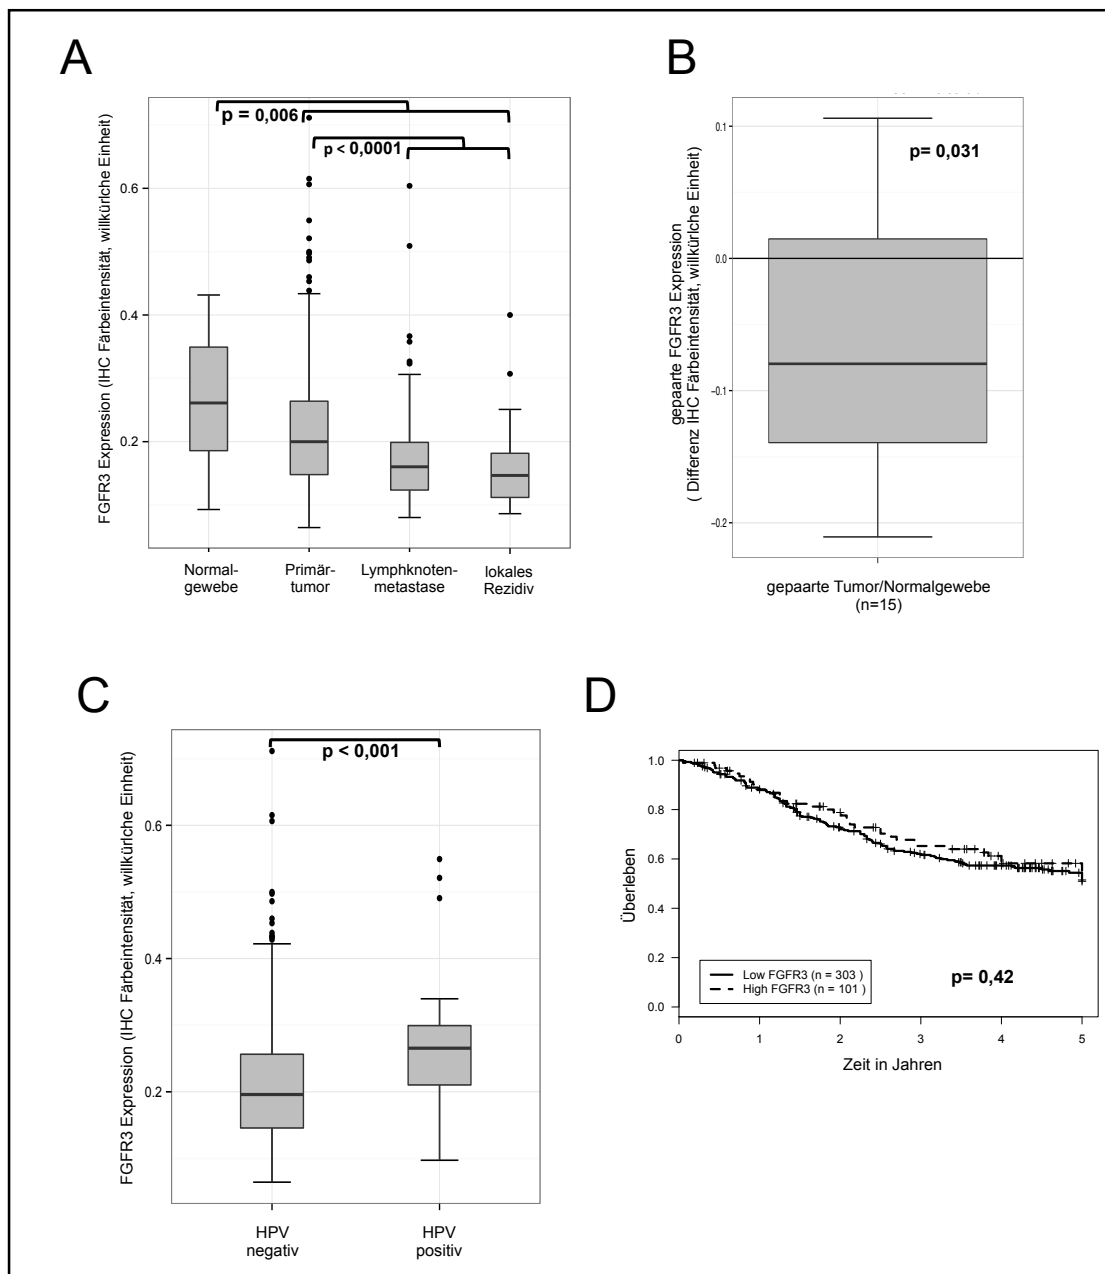 A
B
FGFR3 Expression (IHC Färbeintensität, willkürlche Einheit)
0.6
0.4
0.2
p = 0,006
p < 0,0001
Normal-
gewebe
Primär-
tumor
Lymphknoten-
metastase
lokales
Rezidiv
gepaarte FGFR3 Expression
( Differenz IHC Färbeintensität, willkürlche Einheit)
0.1
0.0
−0.1
−0.2
p= 0,031
gepaarte Tumor/Normalgewebe
(n=15)
C
D
FGFR3 Expression (IHC Färbeintensität, willkürlche Einheit)
0.6
0.4
0.2
p < 0,001
HPV
negativ
HPV
positiv
Überleben
1.0
0.8
0.6
0.4
0.2
0.0
Low FGFR3 (n = 303 )
High FGFR3 (n = 101 )
p= 0,42
0 1 2 3 4 5
Zeit in Jahren